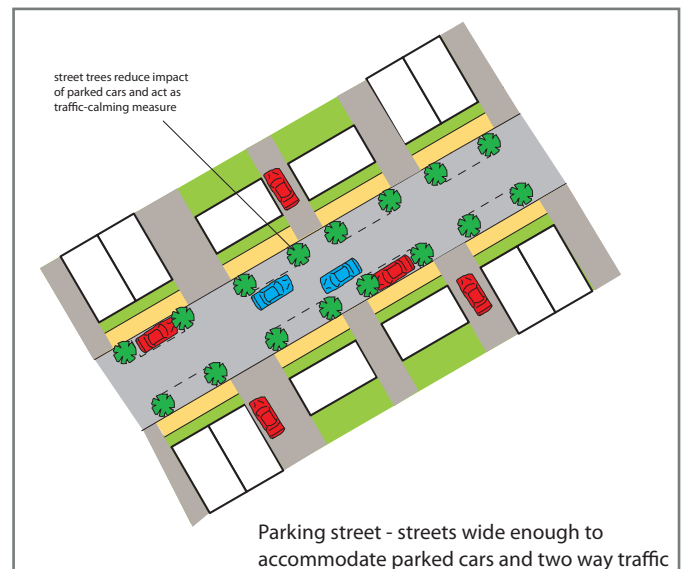 street trees reduce impact
of parked cars and act as
traffic-calming measure
Parking street - streets wide enough to
accommodate parked cars and two way traffic